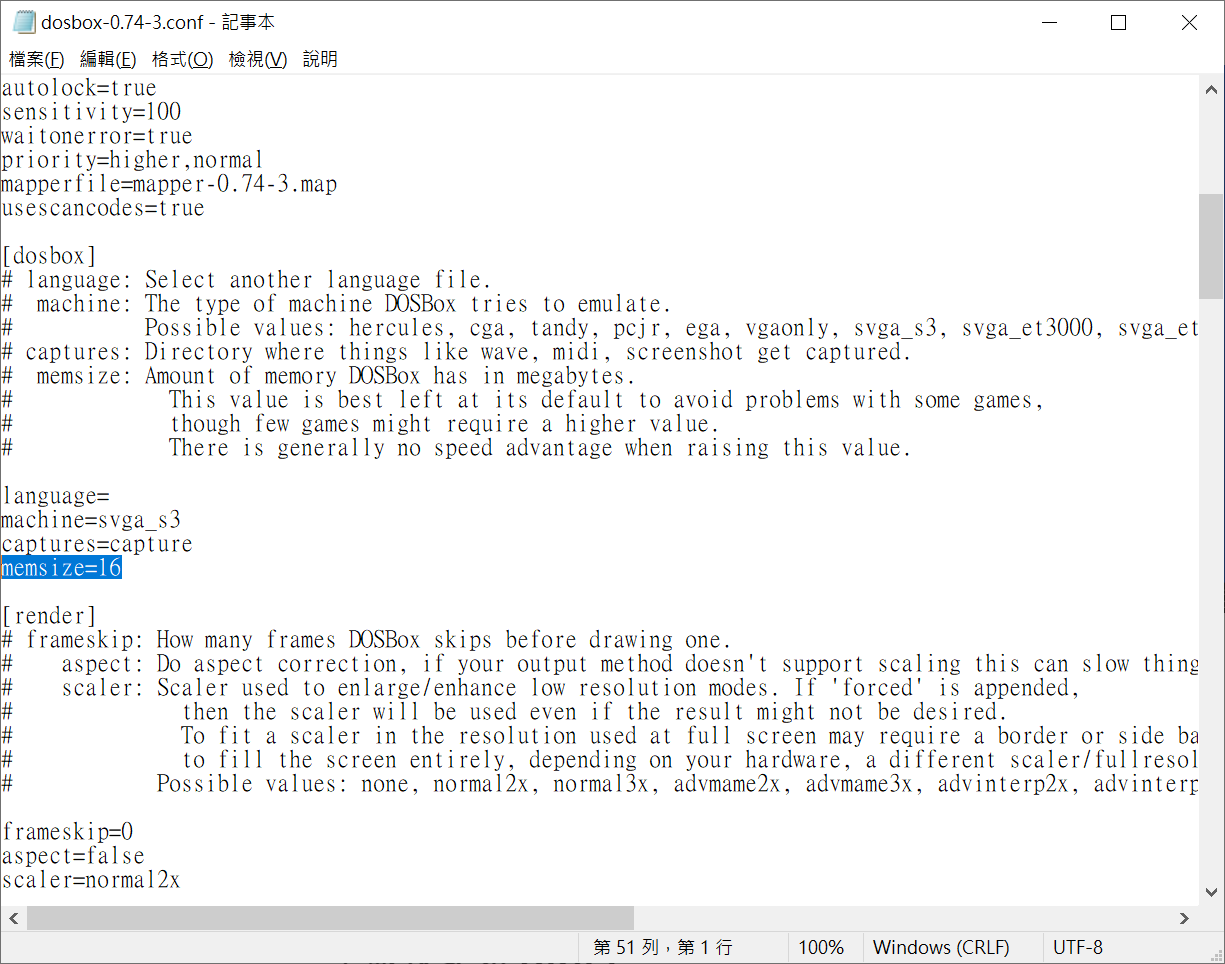 dosbox-0.74-3.conf - 記事本
檔案(F) 編輯(E) 格式(O) 檢視(V) 說明
autolock=true
sensitivity=100
waitonerror=true
priority=higher,normal
mapperfile=mapper-0.74-3.map
usescancodes=true
[dosbox]
# language: Select another language file.
#  machine: The type of machine DOSBox tries to emulate.
#           Possible values: hercules, cga, tandy, pcjr, ega, vgaonly, svga_s3, svga_et3000, svga_et
# captures: Directory where things like wave, midi, screenshot get captured.
#  memsize: Amount of memory DOSBox has in megabytes.
#             This value is best left at its default to avoid problems with some games,
#             though few games might require a higher value.
#             There is generally no speed advantage when raising this value.
language=
machine=svga_s3
captures=capture
memsize=16
[render]
# frameskip: How many frames DOSBox skips before drawing one.
#    aspect: Do aspect correction, if your output method doesn't support scaling this can slow thing
#    scaler: Scaler used to enlarge/enhance low resolution modes. If 'forced' is appended,
#              then the scaler will be used even if the result might not be desired.
#              To fit a scaler in the resolution used at full screen may require a border or side ba
#              to fill the screen entirely, depending on your hardware, a different scaler/fullresol
#            Possible values: none, normal2x, normal3x, advmame2x, advmame3x, advinterp2x, advinterp
frameskip=0
aspect=false
scaler=normal2x
第 51 列，第 1 行 100% Windows (CRLF) UTF-8